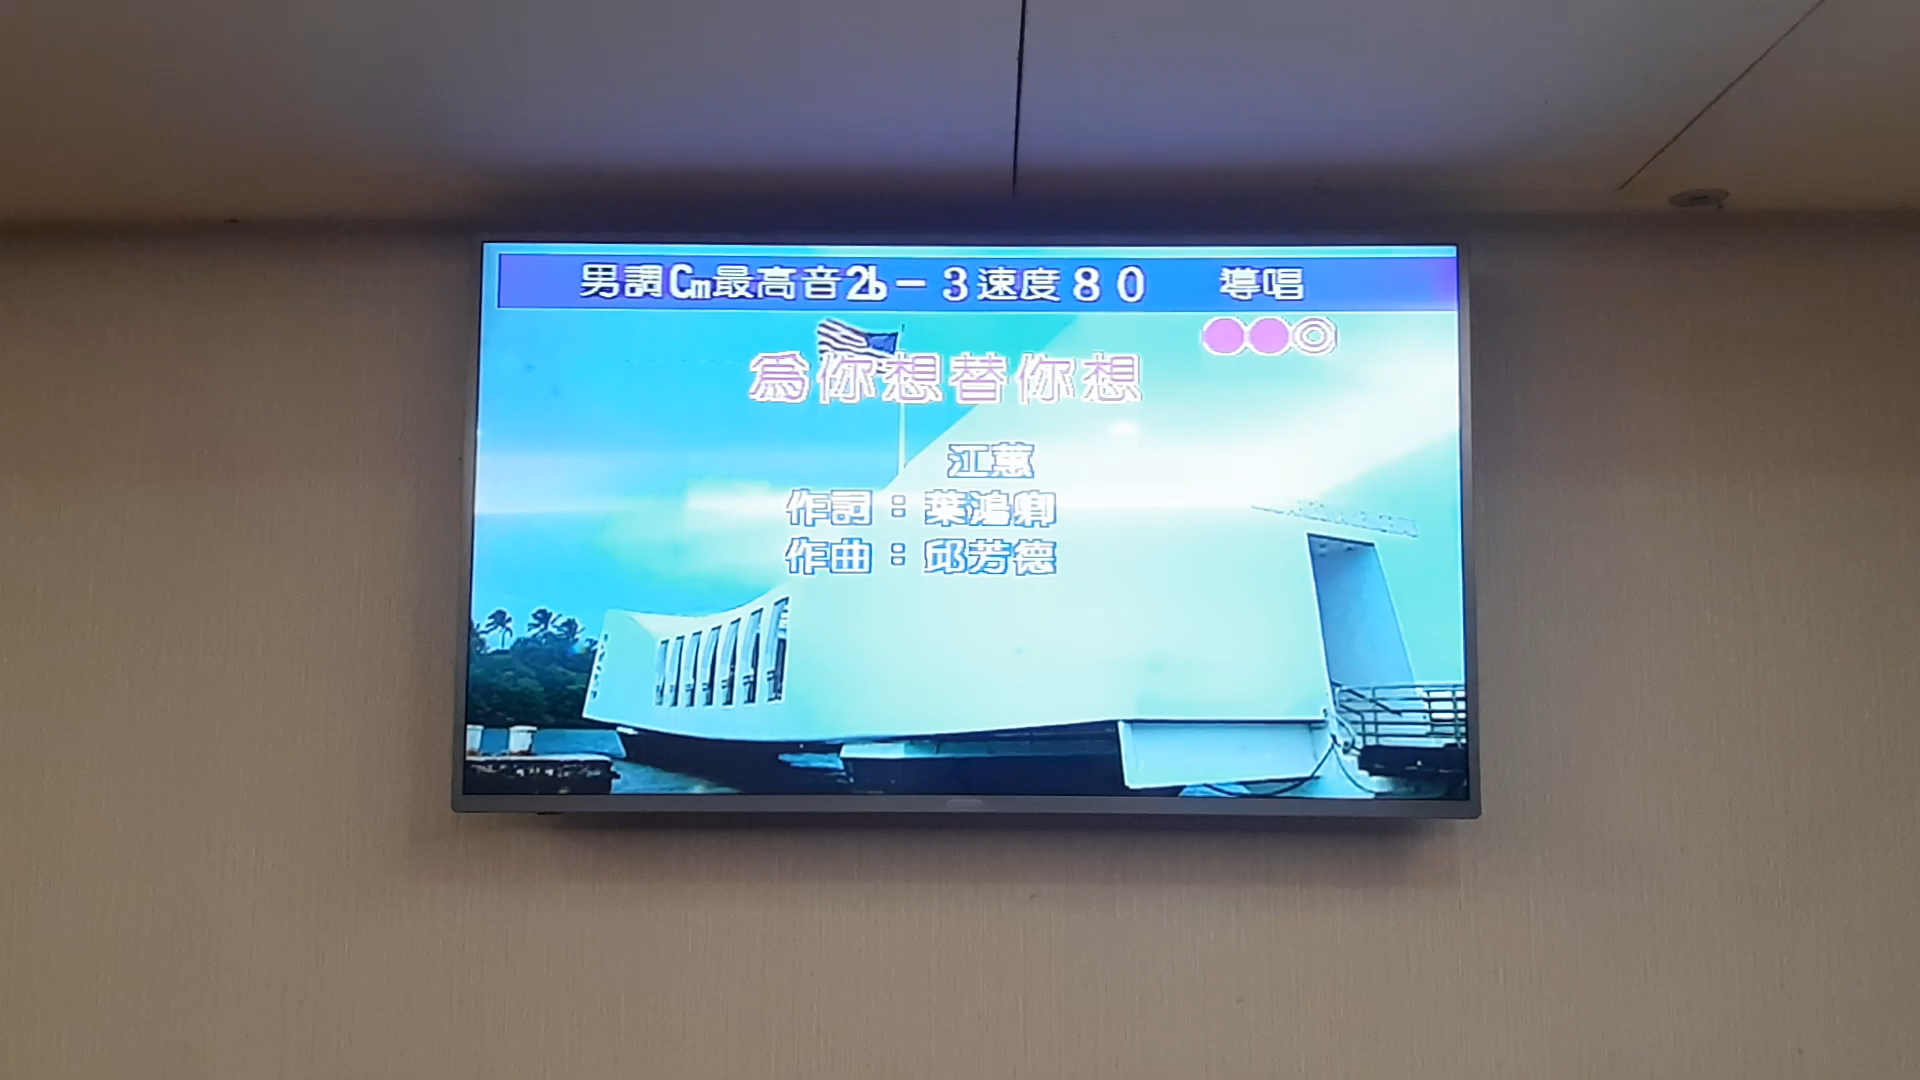 男調Cm最高音2b－3速度80 導唱
為你想替你想
江蕙
作詞：葉鴻卿
作曲：邱芳德